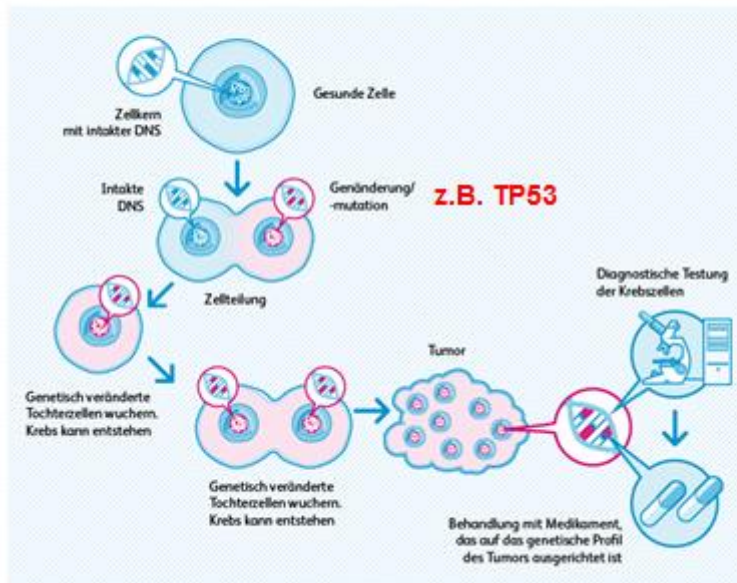 Gesunde Zelle
Zellkern
mit intakter DNS
Intakte
DNS
Genänderung/
-mutation
z.B. TP53
Zellteilung
Diagnostische Testung
der Krebszellen
Tumor
Genetisch veränderte
Tochterzellen wuchern.
Krebs kann entstehen
Genetisch veränderte
Tochterzellen wuchern.
Krebs kann entstehen
Behandlung mit Medikament,
das auf das genetische Profil
des Tumors ausgerichtet ist